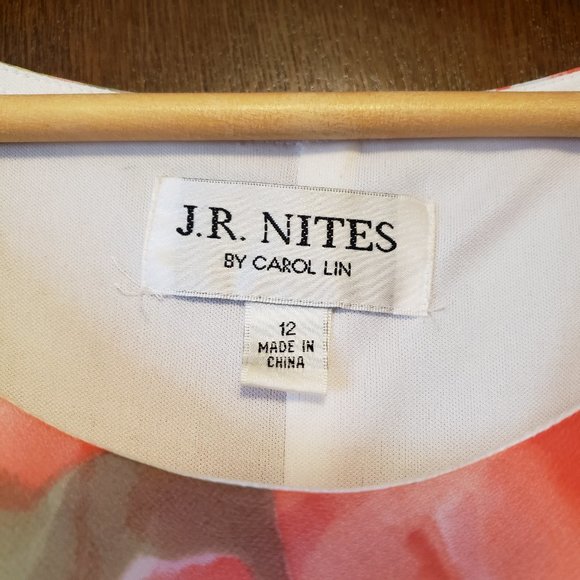 J.R. NITES
BY CAROL LIN
12
MADE IN
CHINA